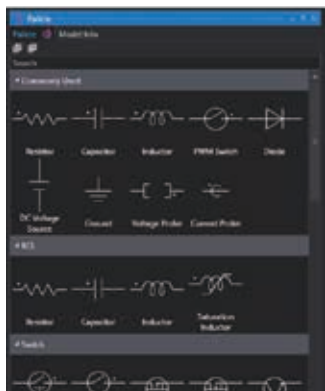 Palette Model Info
Search
Commonly Used
Resistor Capacitor Inductor PWM Switch Diode
DC Voltage
Source Ground Voltage Probe Current Probe
RCL
Resistor Capacitor Inductor Saturation
Inductor
Switch